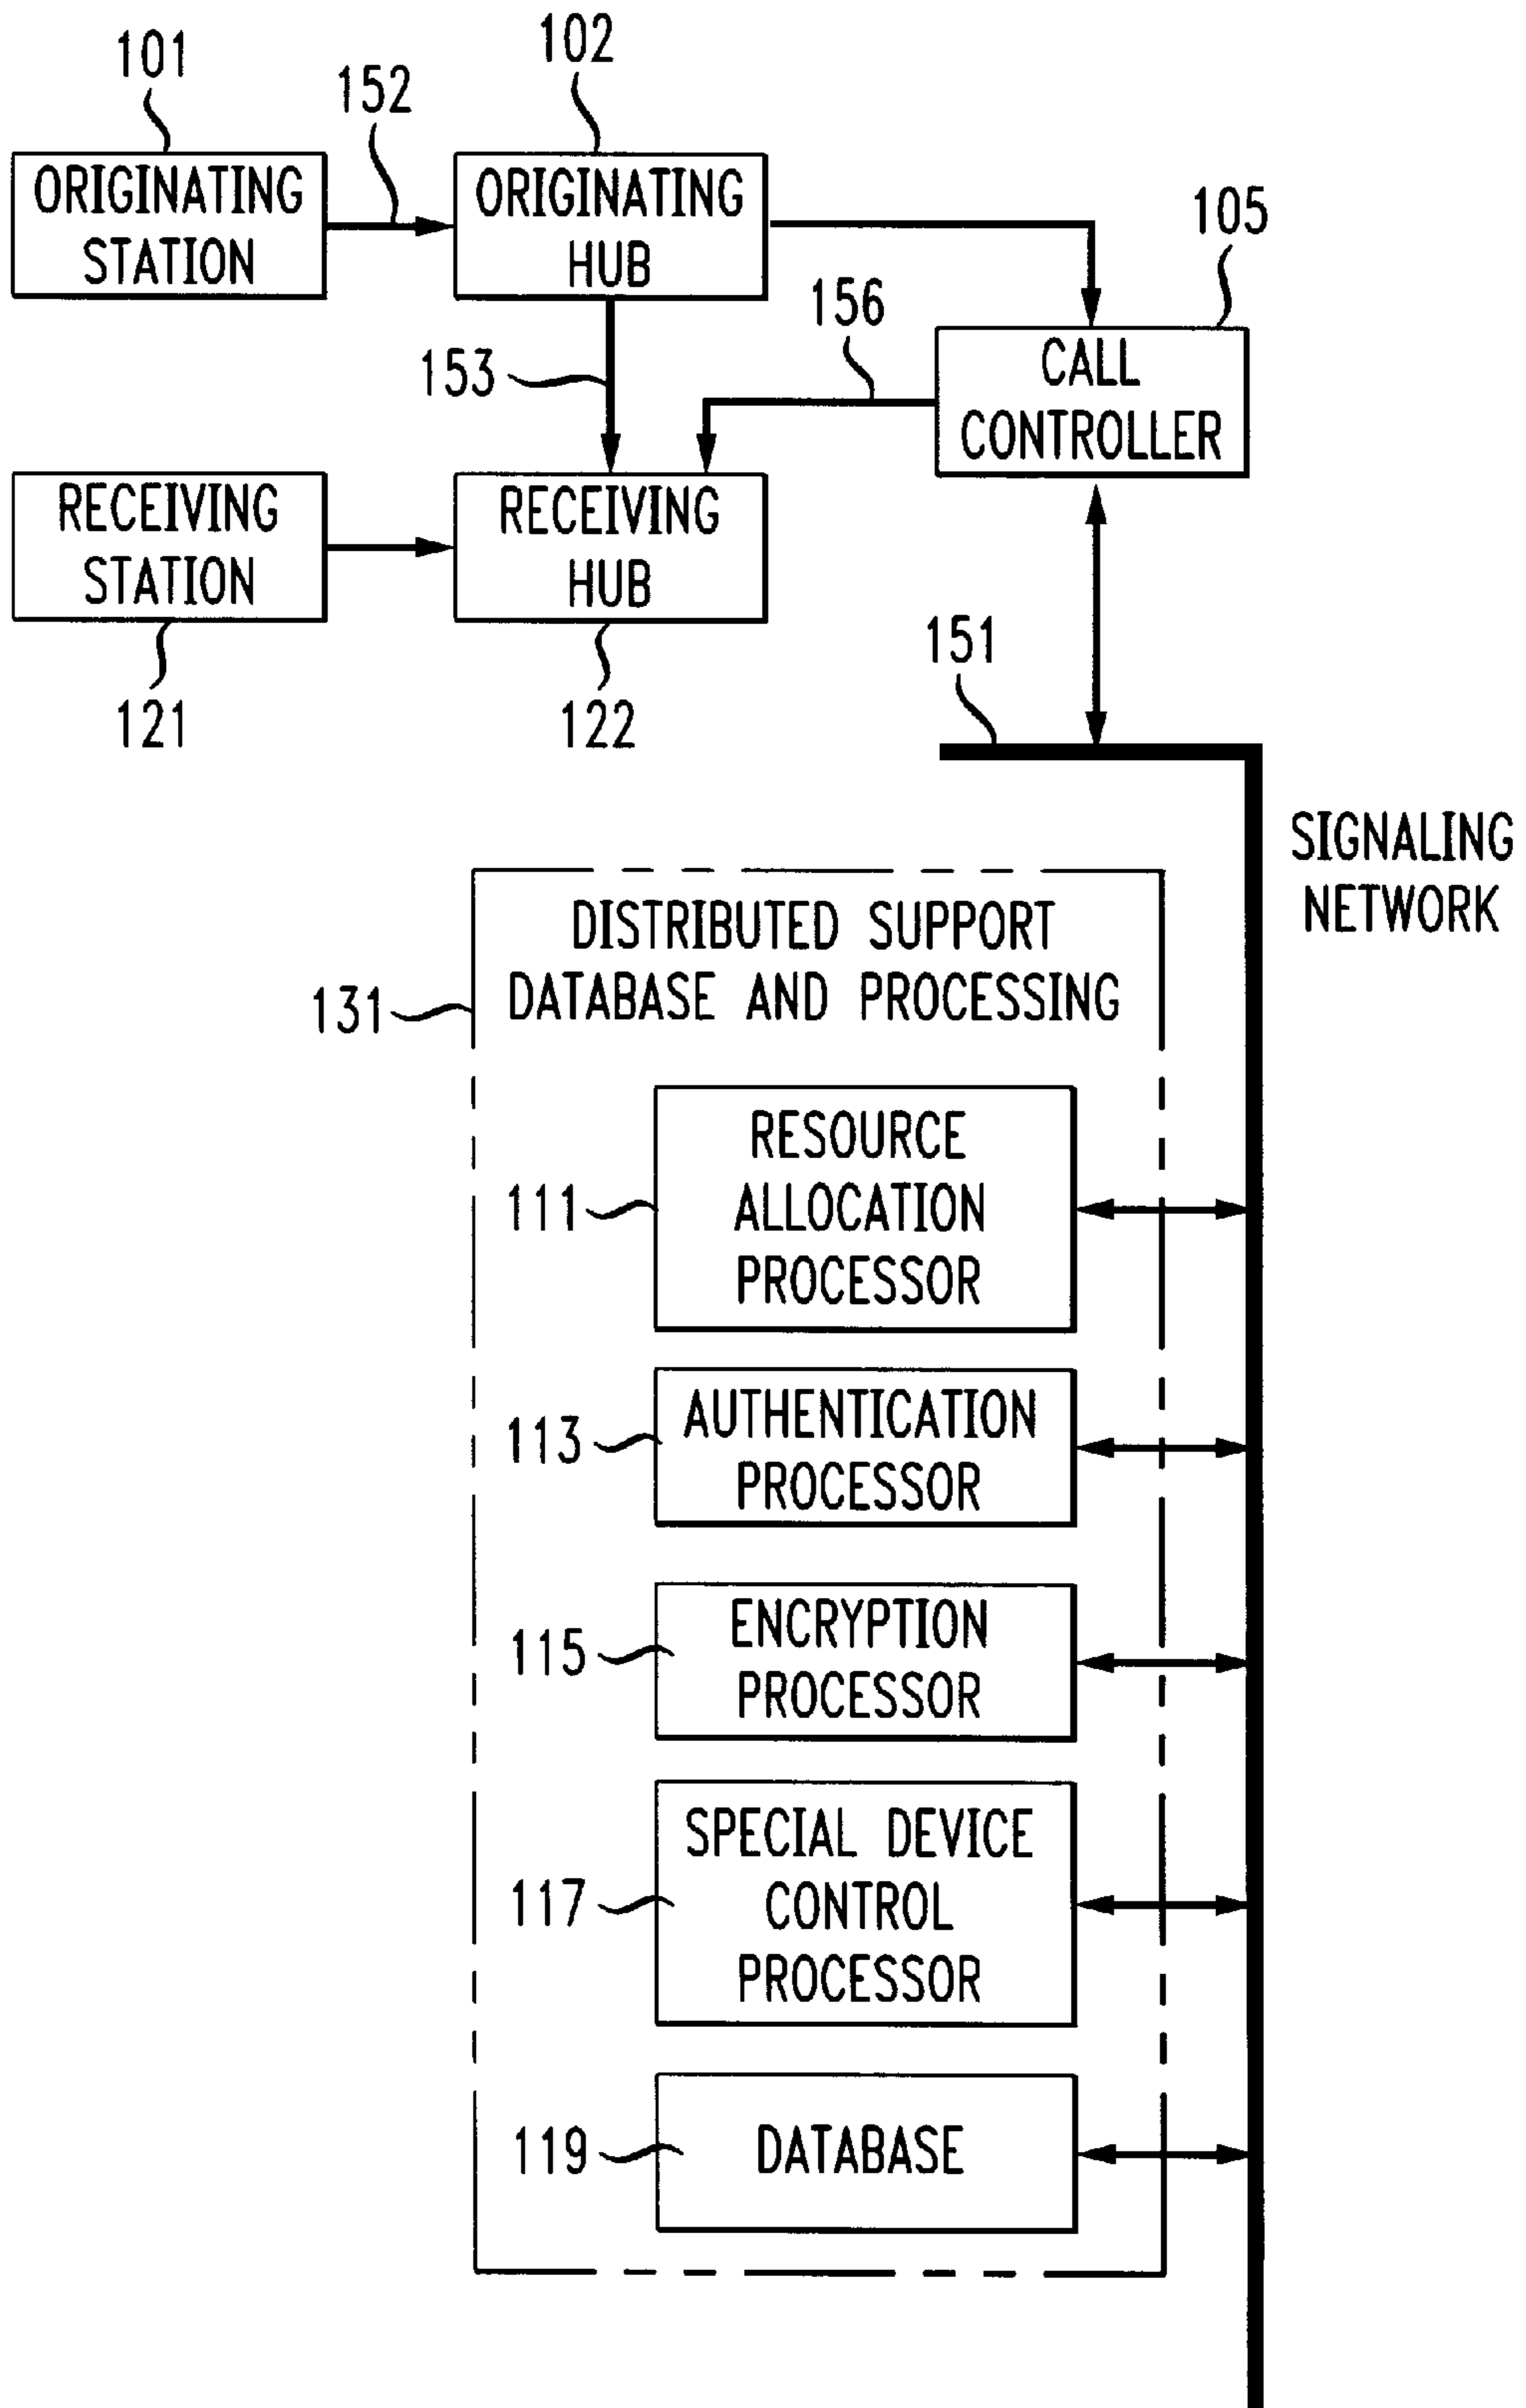 101
152
102
ORIGINATING
STATION
ORIGINATING
HUB
105
156
153
CALL
CONTROLLER
RECEIVING
STATION
RECEIVING
HUB
121
122
151
SIGNALING
NETWORK
DISTRIBUTED SUPPORT
DATABASE AND PROCESSING
131
RESOURCE
ALLOCATION
PROCESSOR
111
AUTHENTICATION
PROCESSOR
113
ENCRYPTION
PROCESSOR
115
SPECIAL DEVICE
CONTROL
PROCESSOR
117
DATABASE
119